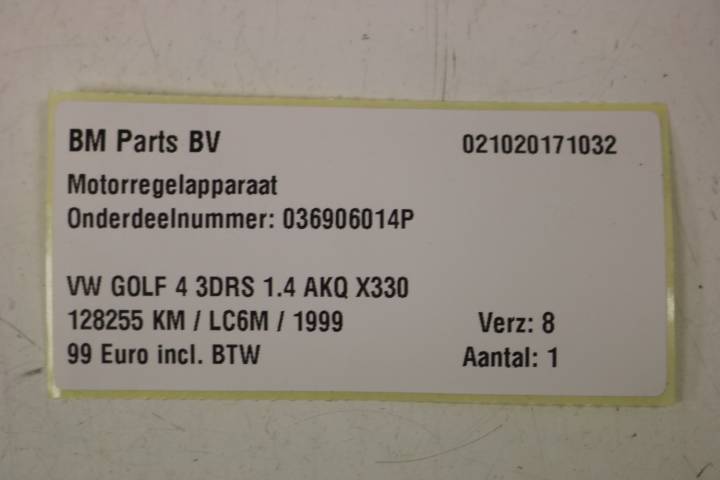 BM Parts BV 021020171032
Motorregelapparaat
Onderdeelnummer: 036906014P
VW GOLF 4 3DRS 1.4 AKQ X330
128255 KM / LC6M / 1999 Verz: 8
99 Euro incl. BTW Aantal: 1